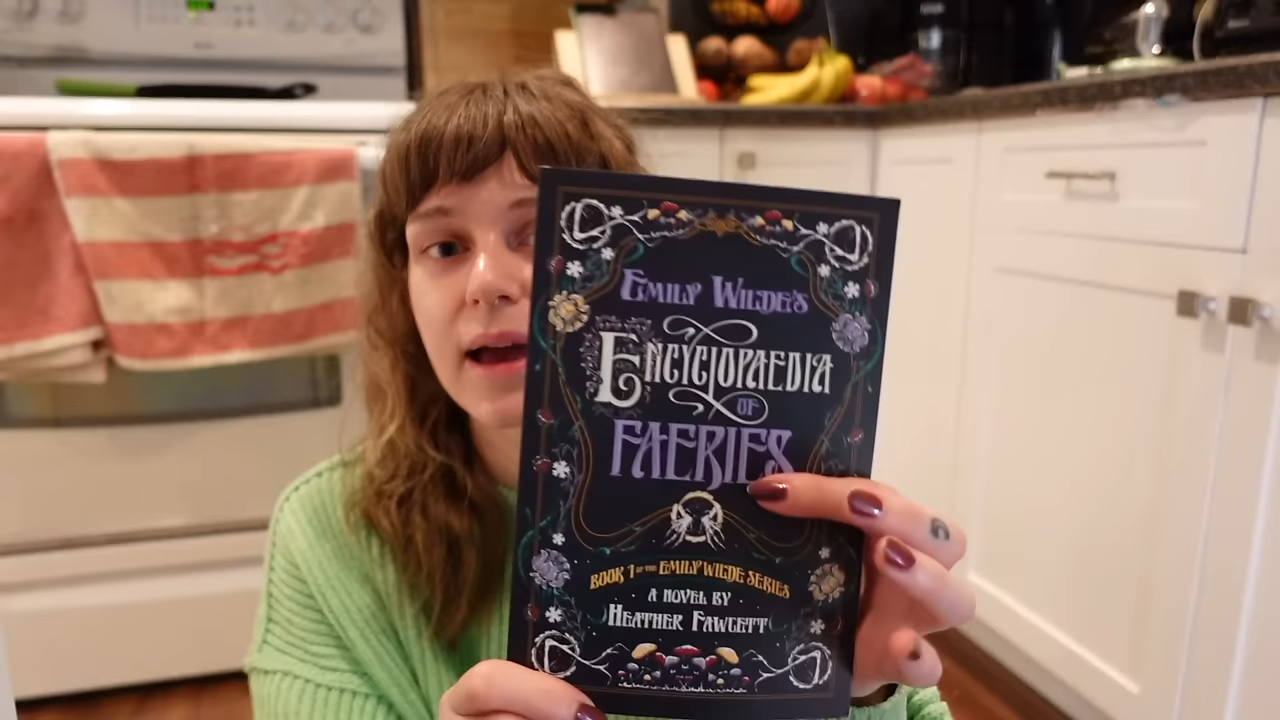 EMILY WILDE'S
ENCYCLOPAEDIA
OF
FAERIES
BOOK 1 OF THE EMILY WILDE SERIES
A NOVEL BY
HEATHER FAWCETT